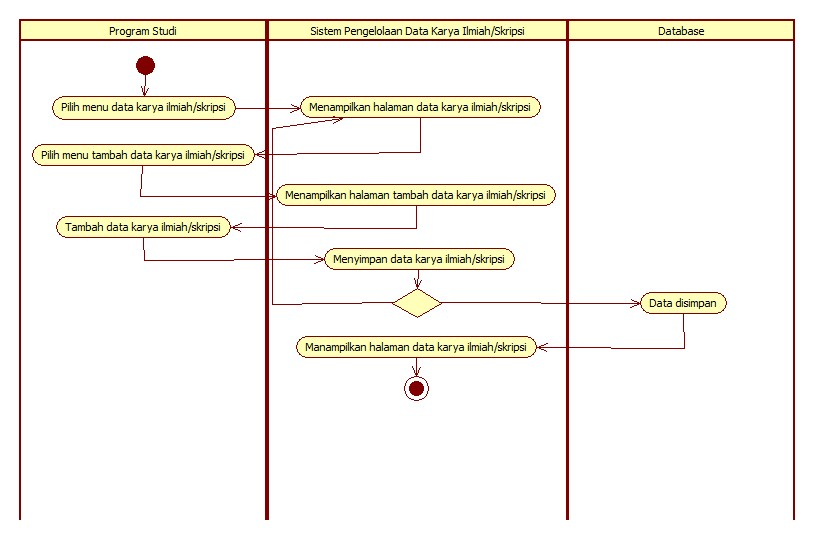 Program Studi
Sistem Pengelolaan Data Karya Ilmiah/Skripsi
Database
Pilih menu data karya ilmiah/skripsi
Menampilkan halaman data karya ilmiah/skripsi
Pilih menu tambah data karya ilmiah/skripsi
Menampilkan halaman tambah data karya ilmiah/skripsi
Tambah data karya ilmiah/skripsi
Menyimpan data karya ilmiah/skripsi
Data disimpan
Manampilkan halaman data karya ilmiah/skripsi